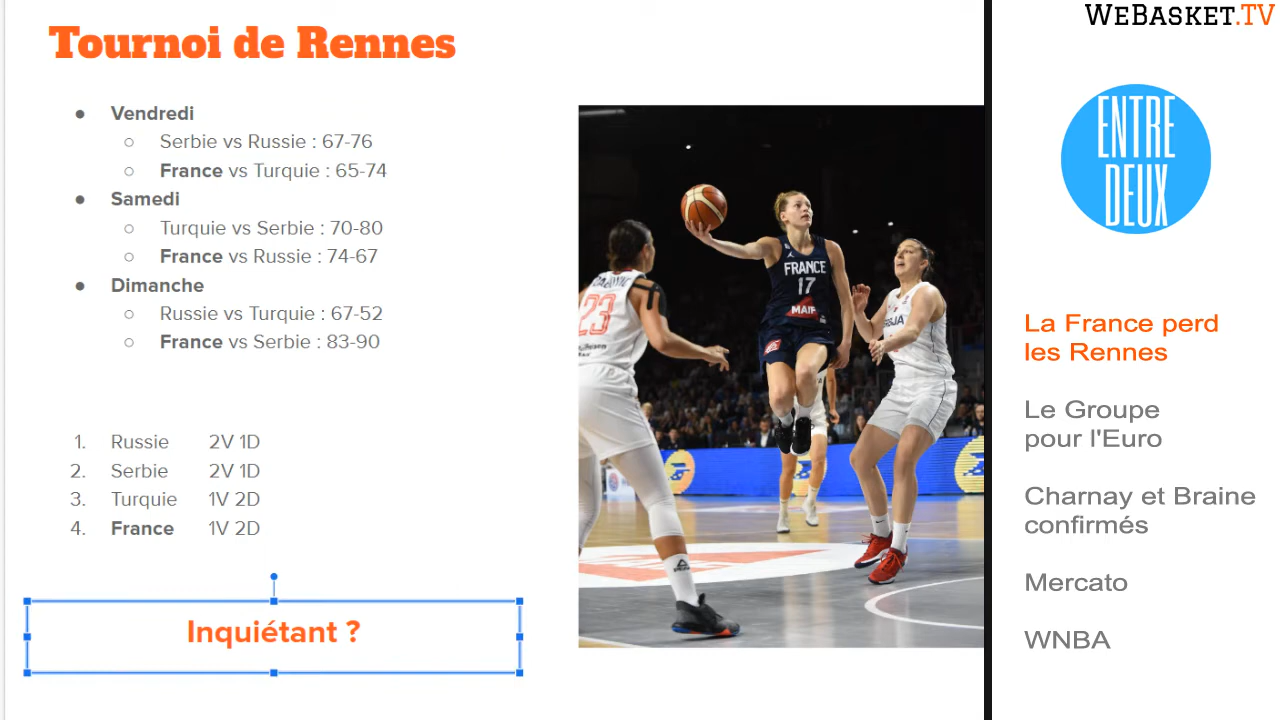 Tournoi de Rennes
● Vendredi
○ Serbie vs Russie : 67-76
○ France vs Turquie : 65-74
● Samedi
○ Turquie vs Serbie : 70-80
○ France vs Russie : 74-67
● Dimanche
○ Russie vs Turquie : 67-52
○ France vs Serbie : 83-90
1. Russie 2V 1D
2. Serbie 2V 1D
3. Turquie 1V 2D
4. France 1V 2D
Inquiétant ?
23
FRANCE
17
MAIF
WEBASKET.TV
ENTRE
DEUX
La France perd
les Rennes
Le Groupe
pour l'Euro
Charnay et Braine
confirmés
Mercato
WNBA